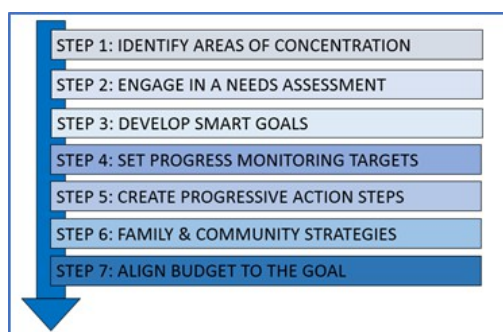 STEP 1: IDENTIFY AREAS OF CONCENTRATION
STEP 2: ENGAGE IN A NEEDS ASSESSMENT
STEP 3: DEVELOP SMART GOALS
STEP 4: SET PROGRESS MONITORING TARGETS
STEP 5: CREATE PROGRESSIVE ACTION STEPS
STEP 6: FAMILY & COMMUNITY STRATEGIES
STEP 7: ALIGN BUDGET TO THE GOAL